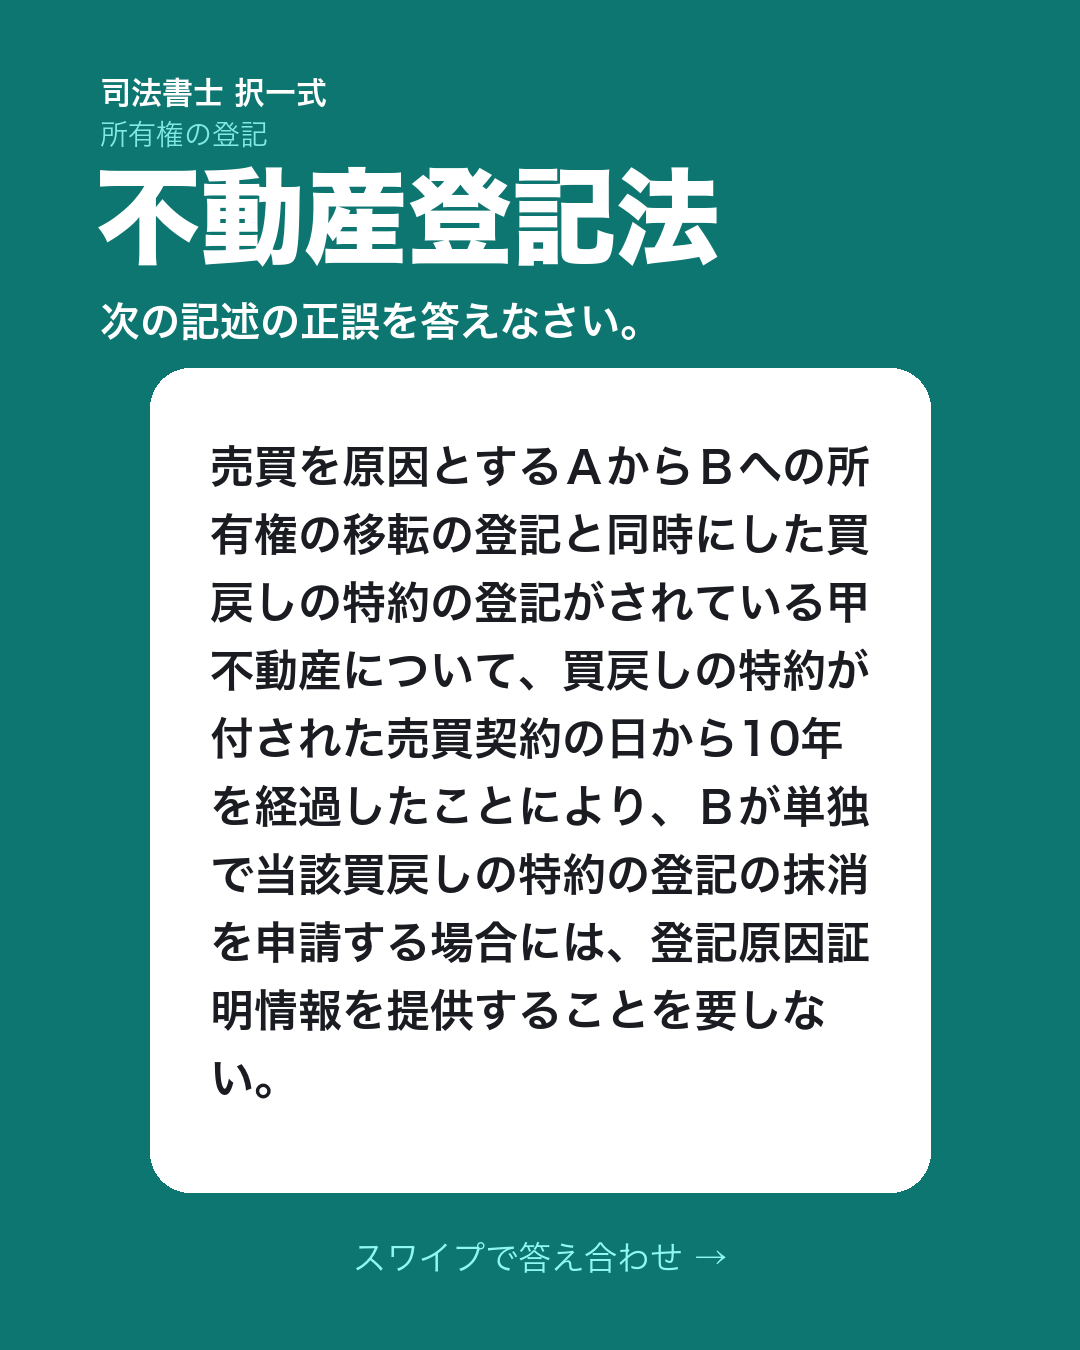 司法書士 択一式
所有権の登記
不動産登記法
次の記述の正誤を答えなさい。
売買を原因とするＡからＢへの所
有権の移転の登記と同時にした買
戻しの特約の登記がされている甲
不動産について、買戻しの特約が
付された売買契約の日から10年
を経過したことにより、Ｂが単独
で当該買戻しの特約の登記の抹消
を申請する場合には、登記原因証
明情報を提供することを要しな
い。
スワイプで答え合わせ →